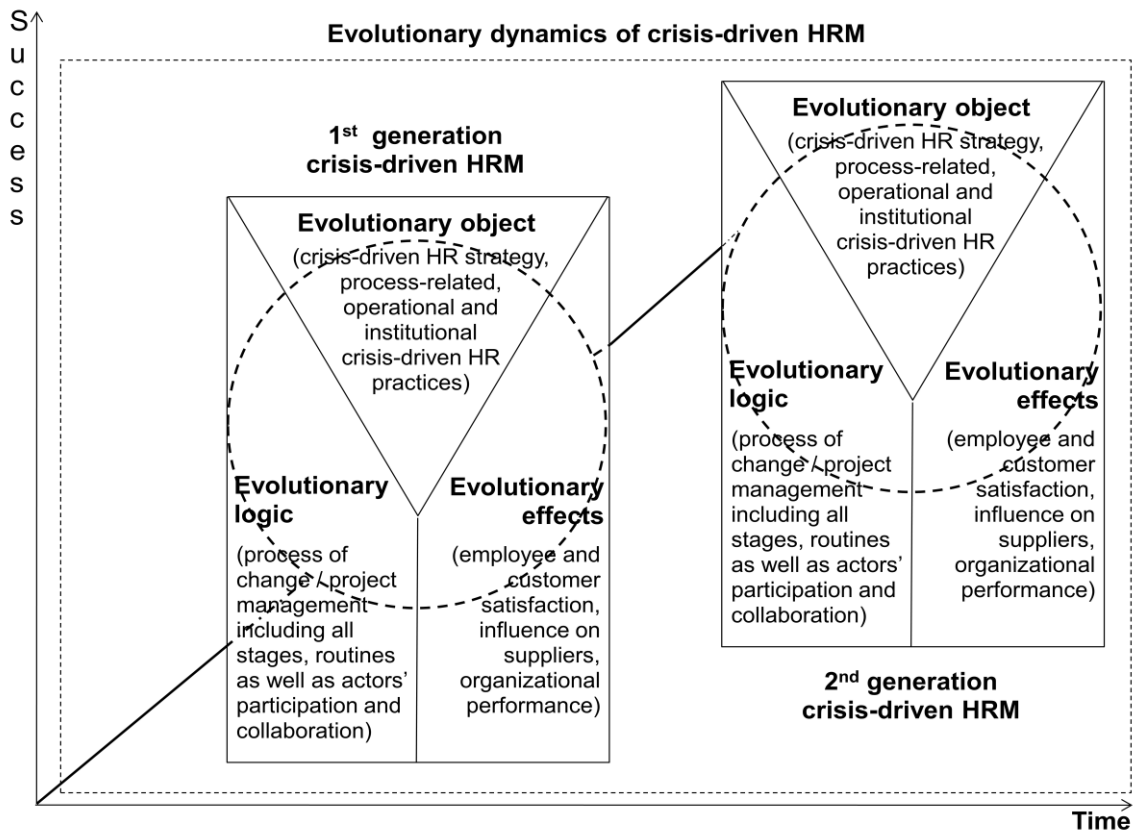 Success
Evolutionary dynamics of crisis-driven HRM
1st generation
crisis-driven HRM
Evolutionary object
(crisis-driven HR strategy,
process-related,
operational and
institutional
crisis-driven HR
practices)
Evolutionary
logic
(process of
change / project
management
including all
stages, routines
as well as actors’
participation and
collaboration)
Evolutionary
effects
(employee and
customer
satisfaction,
influence on
suppliers,
organizational
performance)
Evolutionary object
(crisis-driven HR strategy,
process-related,
operational and
institutional
crisis-driven HR
practices)
Evolutionary
logic
(process of
change / project
management
including all
stages, routines
as well as actors’
participation and
collaboration)
Evolutionary
effects
(employee and
customer
satisfaction,
influence on
suppliers,
organizational
performance)
2nd generation
crisis-driven HRM
Time